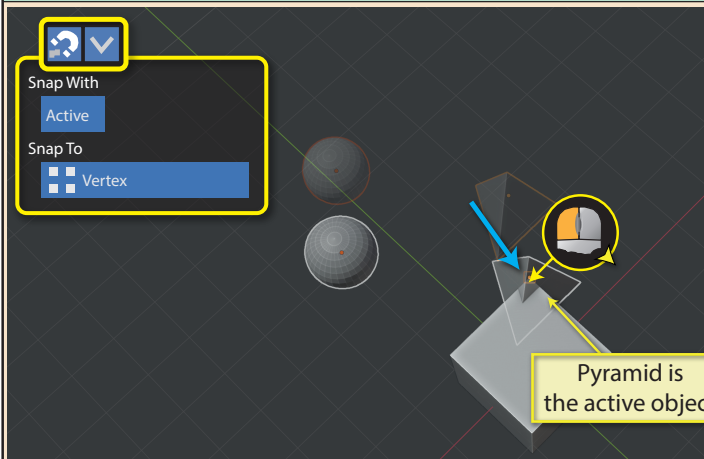 Snap With
Active
Snap To
Vertex
Pyramid is
the active objec